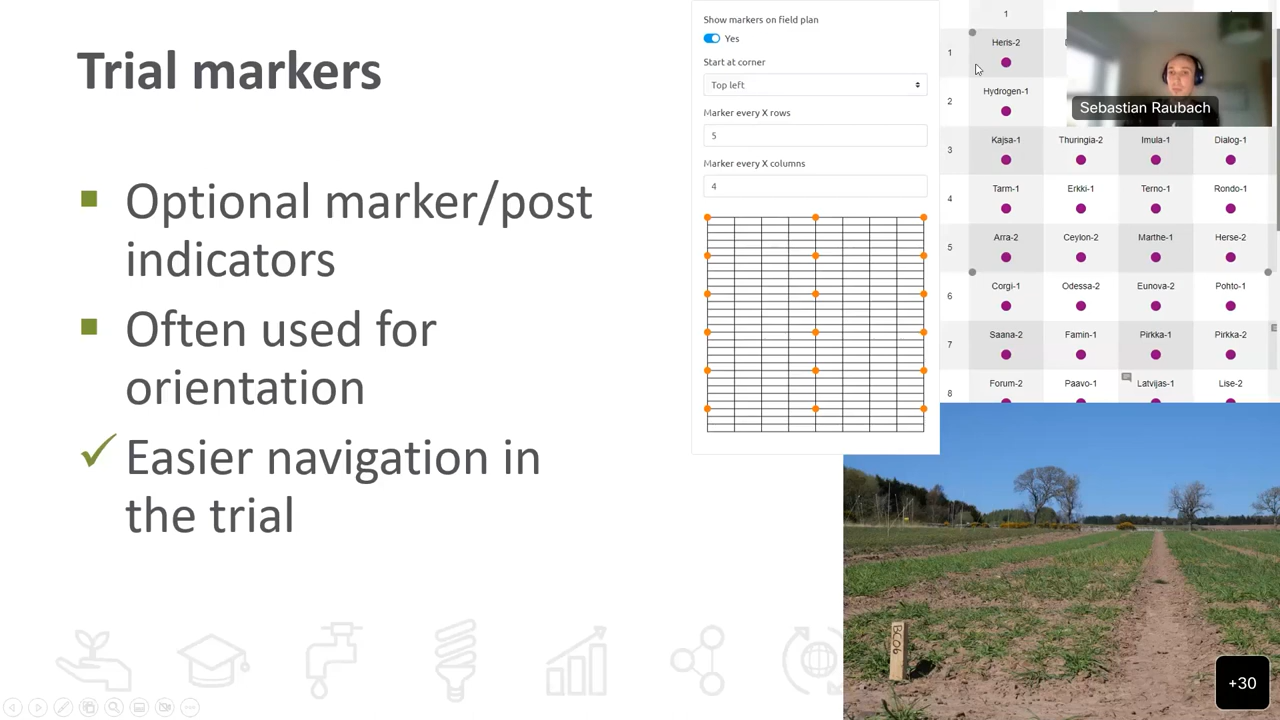 Trial markers
Optional marker/post
indicators
Often used for
orientation
Easier navigation in
the trial
Show markers on field plan
Yes
Start at corner
Top left
Marker every X rows
5
Marker every X columns
4
1
1
Heris-2
2
Hydrogen-1
3
Kajsa-1
Thuringia-2
Imula-1
Dialog-1
4
Tarm-1
Erkki-1
Terno-1
Rondo-1
5
Arra-2
Ceylon-2
Marthe-1
Herse-2
6
Corgi-1
Odessa-2
Eunova-2
Pohto-1
7
Saana-2
Famin-1
Pirkka-1
Pirkka-2
8
Forum-2
Paavo-1
Latvijas-1
Lise-2
Sebastian Raubach
BC06
+30